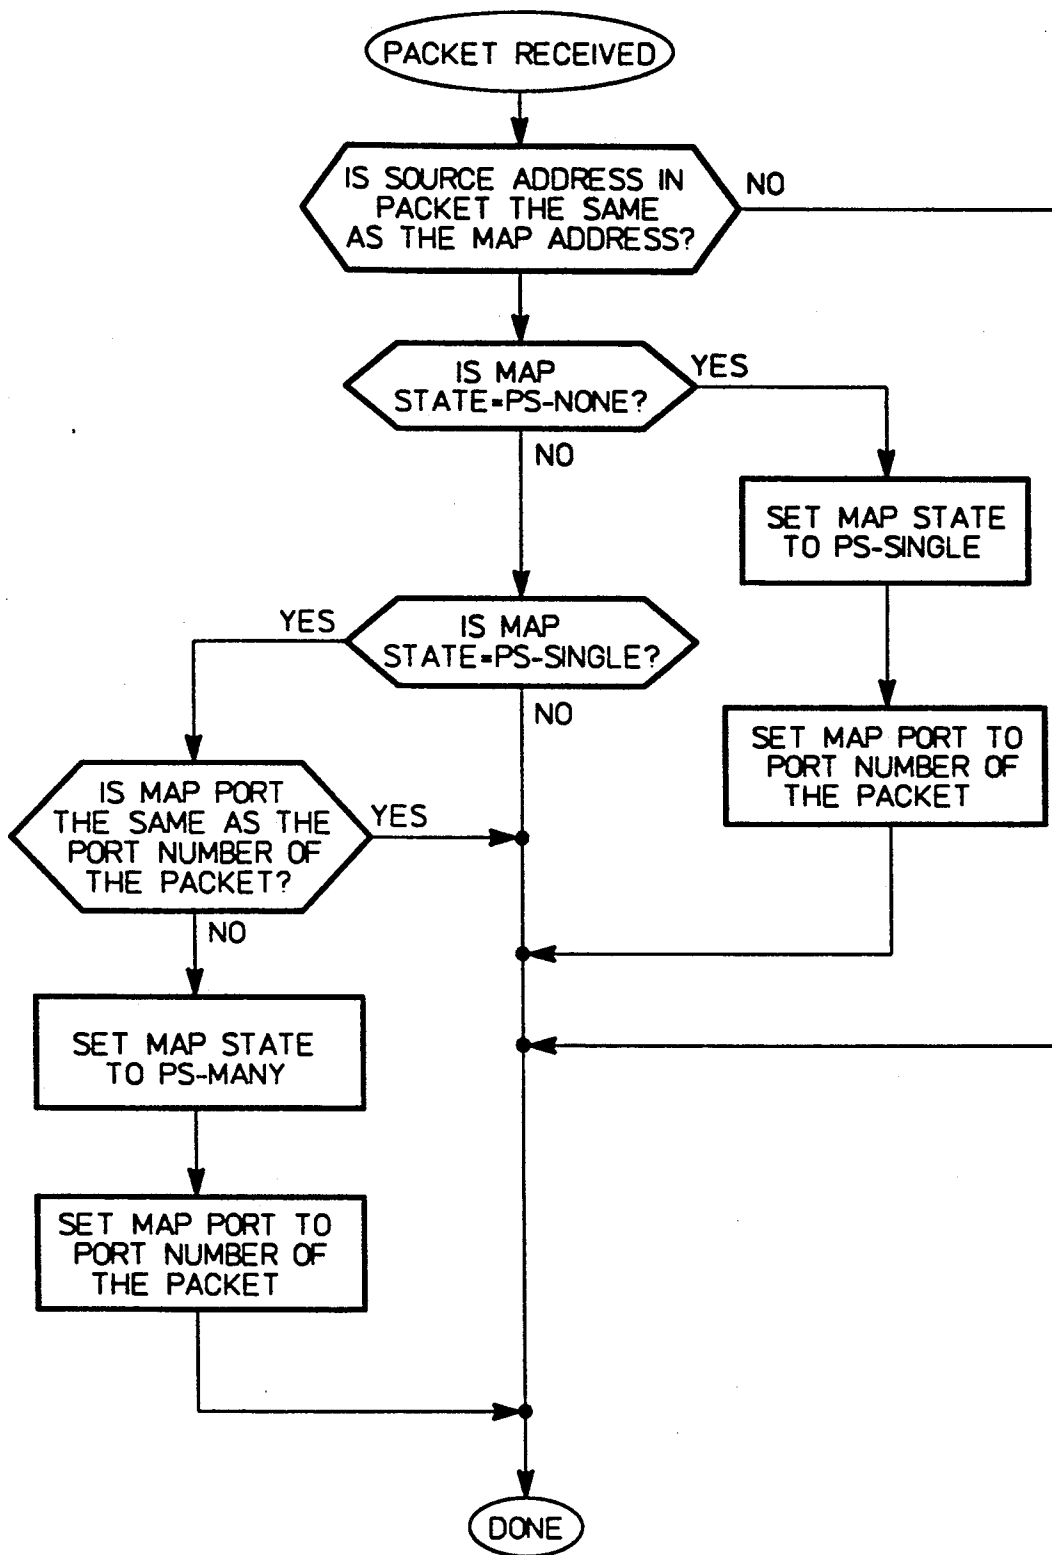 PACKET RECEIVED
IS SOURCE ADDRESS IN
PACKET THE SAME
AS THE MAP ADDRESS?
NO
IS MAP
STATE=PS-NONE?
YES
NO
SET MAP STATE
TO PS-SINGLE
YES
IS MAP
STATE=PS-SINGLE?
NO
SET MAP PORT TO
PORT NUMBER OF
THE PACKET
IS MAP PORT
THE SAME AS THE
PORT NUMBER OF
THE PACKET?
YES
NO
SET MAP STATE
TO PS-MANY
SET MAP PORT TO
PORT NUMBER OF
THE PACKET
DONE